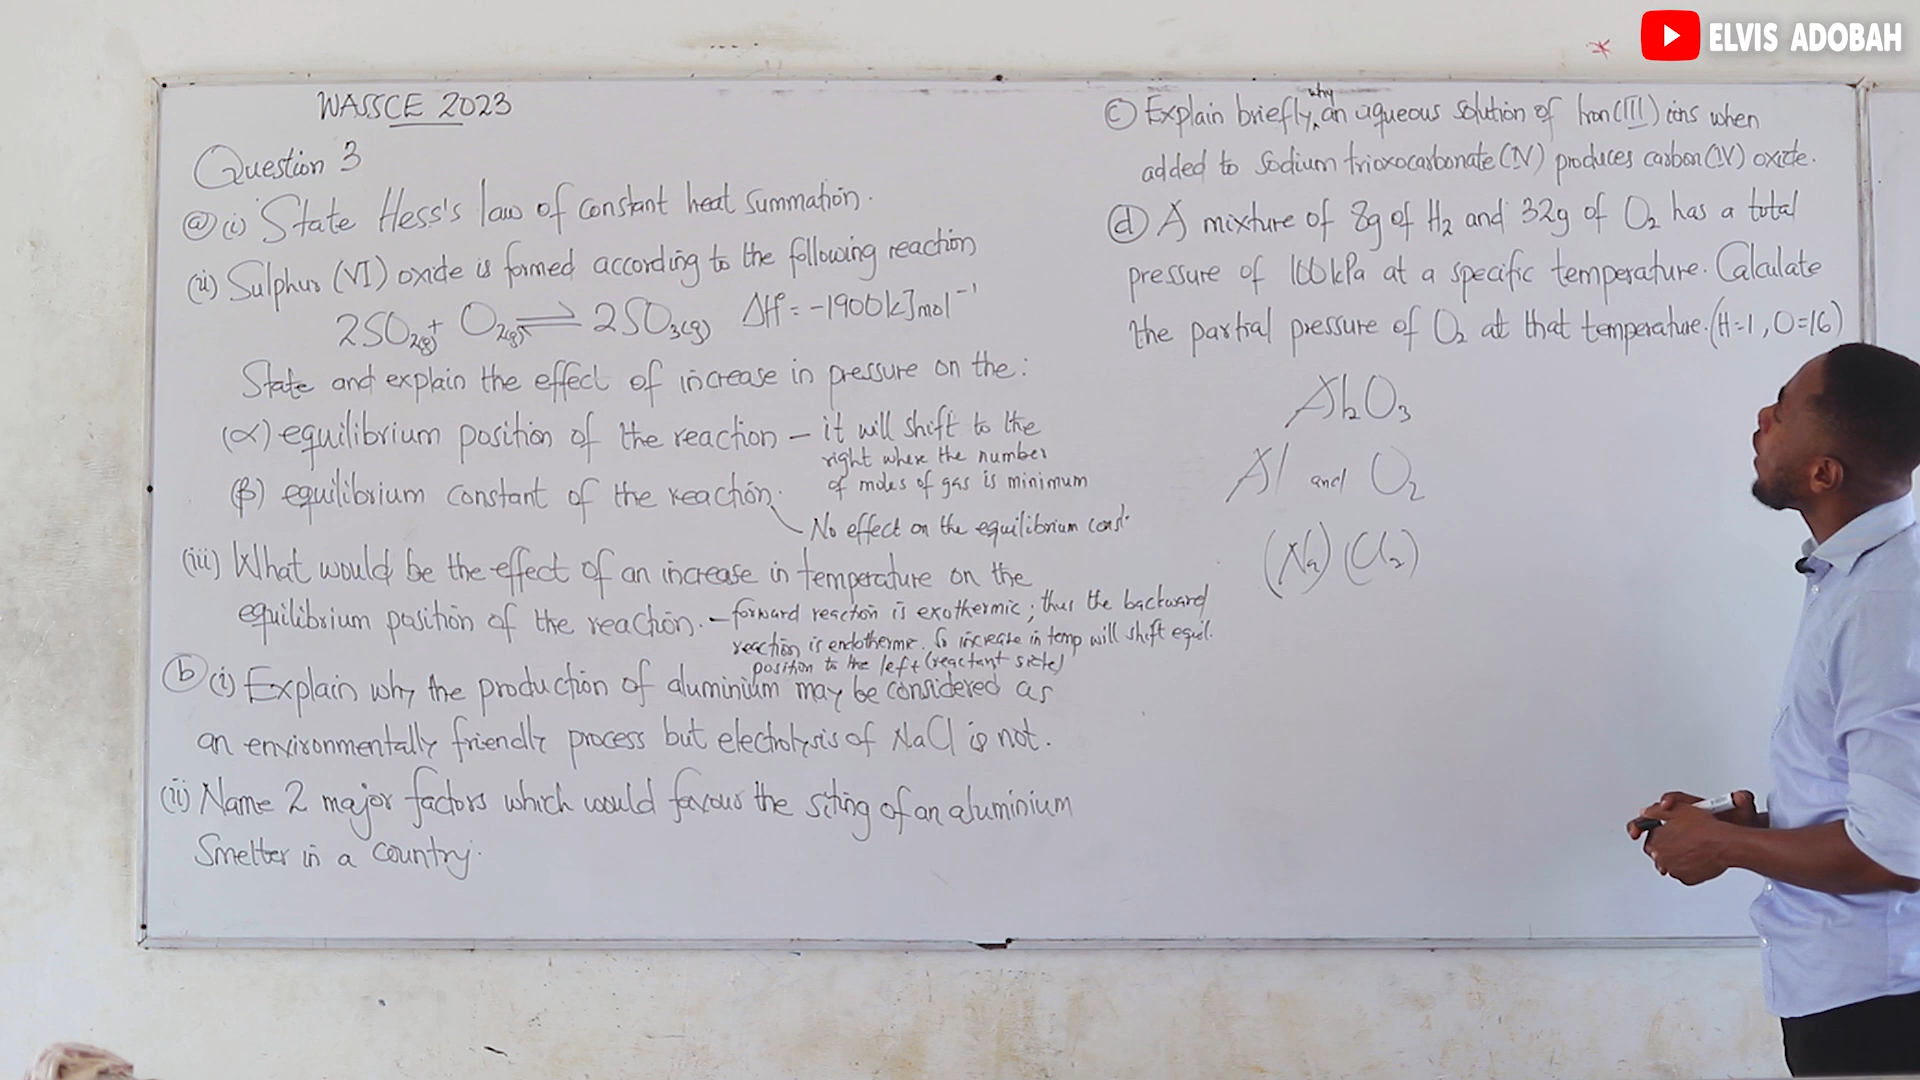 ELVIS ADOBAH
WASSCE 2023
Question 3
(a) (i) State Hess's law of constant heat summation.
(ii) Sulphur (VI) oxide is formed according to the following reaction
2SO2(g) + O2(g) ⇌ 2SO3(g) ΔH° = -1900kJmol⁻¹
State and explain the effect of increase in pressure on the:
(α) equilibrium position of the reaction – it will shift to the
right where the number
of moles of gas is minimum
(β) equilibrium constant of the reaction.
No effect on the equilibrium const.
(iii) What would be the effect of an increase in temperature on the
equilibrium position of the reaction. – forward reaction is exothermic; thus the backward
reaction is endothermic. So increase in temp will shift equil.
position to the left (reactant side)
(b) (i) Explain why the production of aluminium may be considered as
an environmentally friendly process but electrolysis of NaCl is not.
(ii) Name 2 major factors which would favour the siting of an aluminium
Smelter in a country.
(c) Explain briefly, why an aqueous solution of Iron(III) ions when
added to Sodium trioxocarbonate(IV) produces carbon(IV) oxide.
(d) A mixture of 8g of H2 and 32g of O2 has a total
pressure of 100kPa at a specific temperature. Calculate
the partial pressure of O2 at that temperature. (H=1, O=16)
Al2O3
Al and O2
(Na) (Cl2)